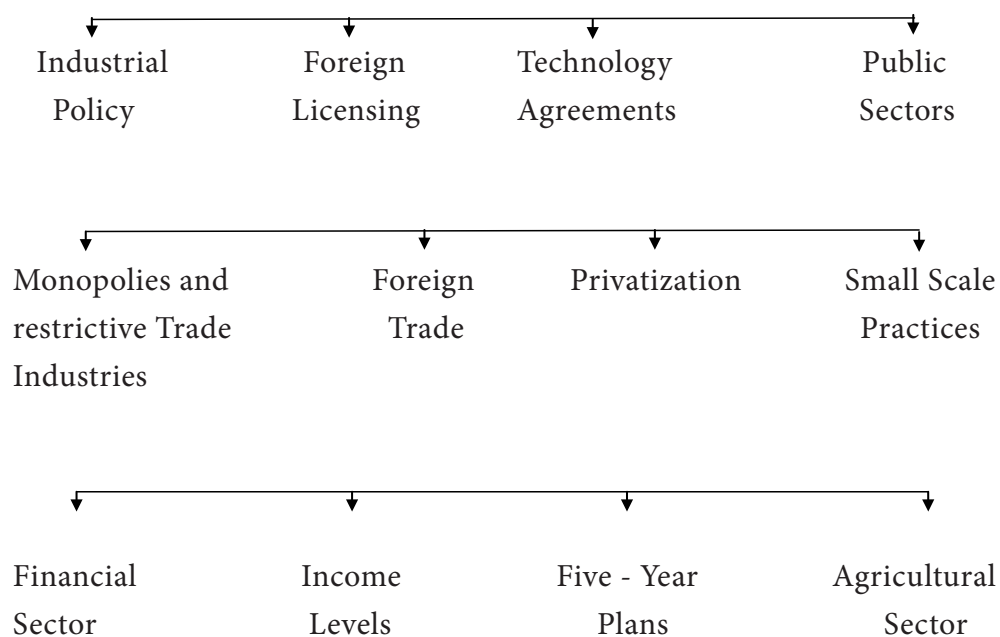 Industrial Foreign Technology Public
Policy Licensing Agreements Sectors
Monopolies and Foreign Privatization Small Scale
restrictive Trade Trade Practices
Industries
Financial Income Five - Year Agricultural
Sector Levels Plans Sector